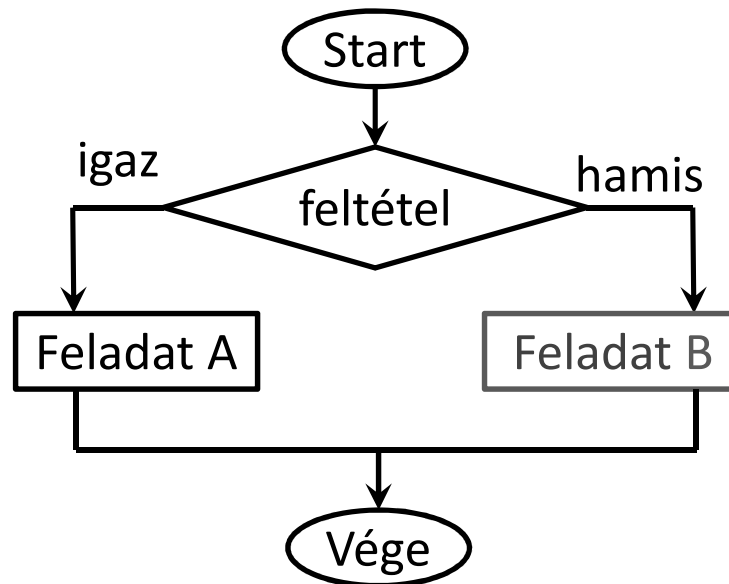 Start
igaz
hamis
feltétel
Feladat A
Feladat B
Vége